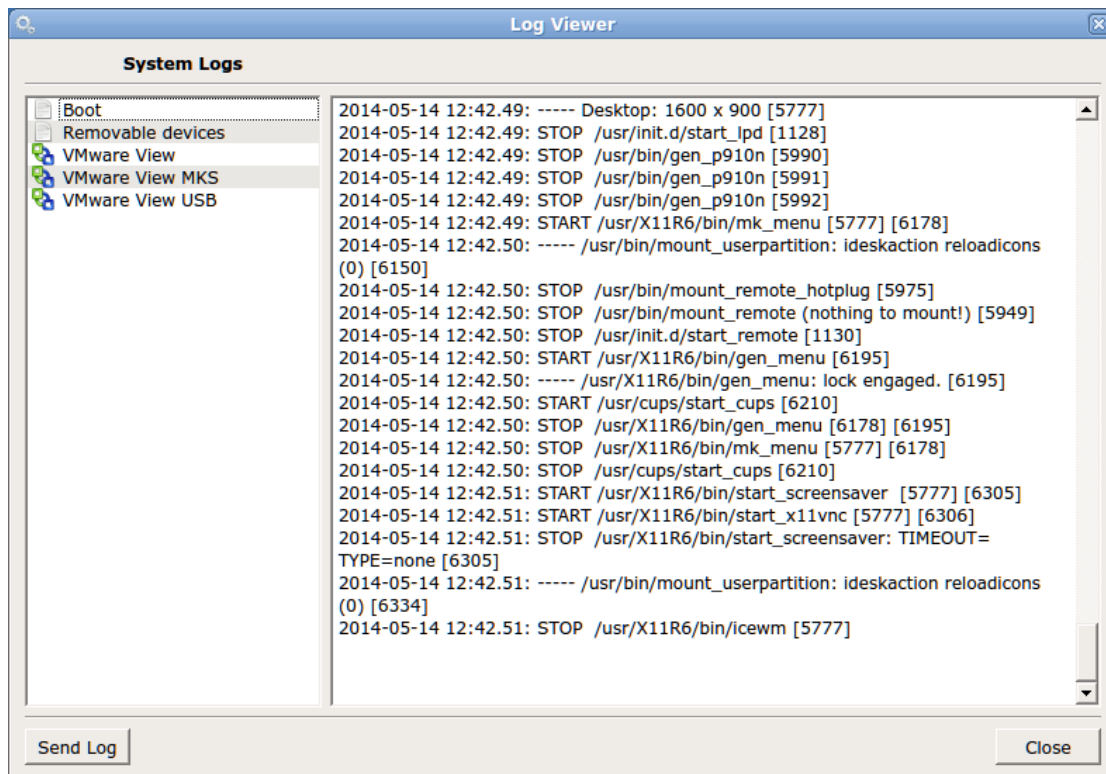 Log Viewer
System Logs
Boot
Removable devices
VMware View
VMware View MKS
VMware View USB
2014-05-14 12:42.49: ----- Desktop: 1600 x 900 [5777]
2014-05-14 12:42.49: STOP  /usr/init.d/start_lpd [1128]
2014-05-14 12:42.49: STOP  /usr/bin/gen_p910n [5990]
2014-05-14 12:42.49: STOP  /usr/bin/gen_p910n [5991]
2014-05-14 12:42.49: STOP  /usr/bin/gen_p910n [5992]
2014-05-14 12:42.49: START /usr/X11R6/bin/mk_menu [5777] [6178]
2014-05-14 12:42.50: ----- /usr/bin/mount_userpartition: ideskaction reloadicons
(0) [6150]
2014-05-14 12:42.50: STOP  /usr/bin/mount_remote_hotplug [5975]
2014-05-14 12:42.50: STOP  /usr/bin/mount_remote (nothing to mount!) [5949]
2014-05-14 12:42.50: STOP  /usr/init.d/start_remote [1130]
2014-05-14 12:42.50: START /usr/X11R6/bin/gen_menu [6195]
2014-05-14 12:42.50: ----- /usr/X11R6/bin/gen_menu: lock engaged. [6195]
2014-05-14 12:42.50: START /usr/cups/start_cups [6210]
2014-05-14 12:42.50: STOP  /usr/X11R6/bin/gen_menu [6178] [6195]
2014-05-14 12:42.50: STOP  /usr/X11R6/bin/mk_menu [5777] [6178]
2014-05-14 12:42.50: STOP  /usr/cups/start_cups [6210]
2014-05-14 12:42.51: START /usr/X11R6/bin/start_screensaver  [5777] [6305]
2014-05-14 12:42.51: START /usr/X11R6/bin/start_x11vnc [5777] [6306]
2014-05-14 12:42.51: STOP  /usr/X11R6/bin/start_screensaver: TIMEOUT=
TYPE=none [6305]
2014-05-14 12:42.51: ----- /usr/bin/mount_userpartition: ideskaction reloadicons
(0) [6334]
2014-05-14 12:42.51: STOP  /usr/X11R6/bin/icewm [5777]
Send Log
Close